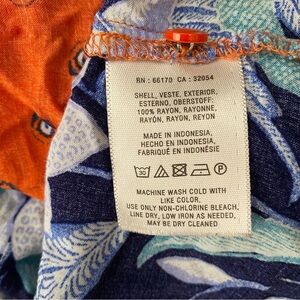 RN : 66170 CA : 32054
SHELL, VESTE, EXTERIOR,
ESTERNO, OBERSTOFF:
100% RAYON, RAYONNE,
RAYÓN, RAYON, REYON
MADE IN INDONESIA,
HECHO EN INDONESIA,
FABRIQUÉ EN INDONÉSIE
MACHINE WASH COLD WITH
LIKE COLOR,
USE ONLY NON-CHLORINE BLEACH,
LINE DRY, LOW IRON AS NEEDED,
MAY BE DRY CLEANED